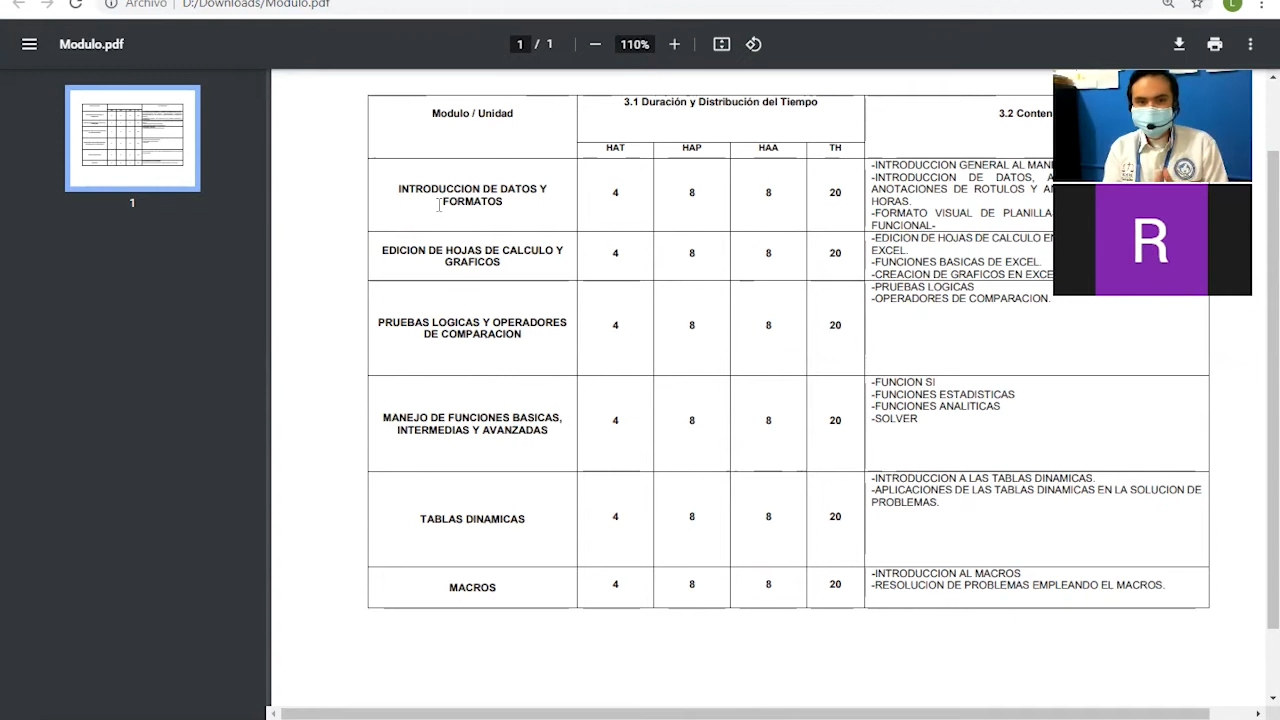 Archivo | D:/Downloads/Modulo.pdf
L
Modulo.pdf
1 / 1
110%
1
Modulo / Unidad
3.1 Duración y Distribución del Tiempo
3.2 Conten
HAT HAP HAA TH
INTRODUCCION DE DATOS Y
FORMATOS
4 8 8 20
-INTRODUCCION GENERAL AL
-INTRODUCCION DE DATOS,
ANOTACIONES DE ROTULOS Y
HORAS.
-FORMATO VISUAL DE
FUNCIONAL-
EDICION DE HOJAS DE CALCULO Y
GRAFICOS
4 8 8 20
-EDICION DE HOJAS DE CALCULO EN
EXCEL.
-FUNCIONES BASICAS DE EXCEL.
-CREACION DE GRAFICOS EN EXCE
PRUEBAS LOGICAS Y OPERADORES
DE COMPARACION
4 8 8 20
-PRUEBAS LOGICAS
-OPERADORES DE COMPARACION.
MANEJO DE FUNCIONES BASICAS,
INTERMEDIAS Y AVANZADAS
4 8 8 20
-FUNCION SI
-FUNCIONES ESTADISTICAS
-FUNCIONES ANALITICAS
-SOLVER
TABLAS DINAMICAS
4 8 8 20
-INTRODUCCION A LAS TABLAS DINAMICAS.
-APLICACIONES DE LAS TABLAS DINAMICAS EN LA SOLUCION DE
PROBLEMAS.
MACROS
4 8 8 20
-INTRODUCCION AL MACROS
-RESOLUCION DE PROBLEMAS EMPLEANDO EL MACROS.
R